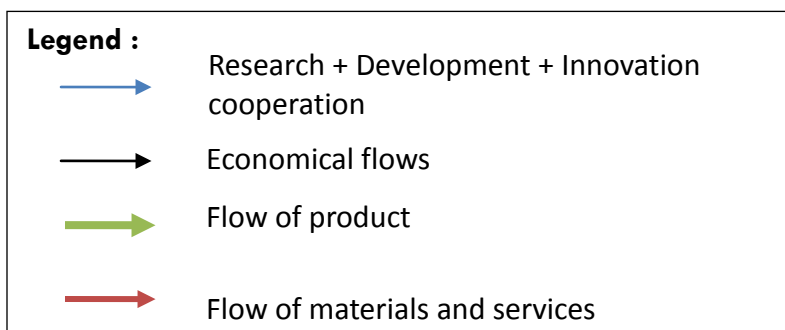 Legend :
Research + Development + Innovation
cooperation
Economical flows
Flow of product
Flow of materials and services